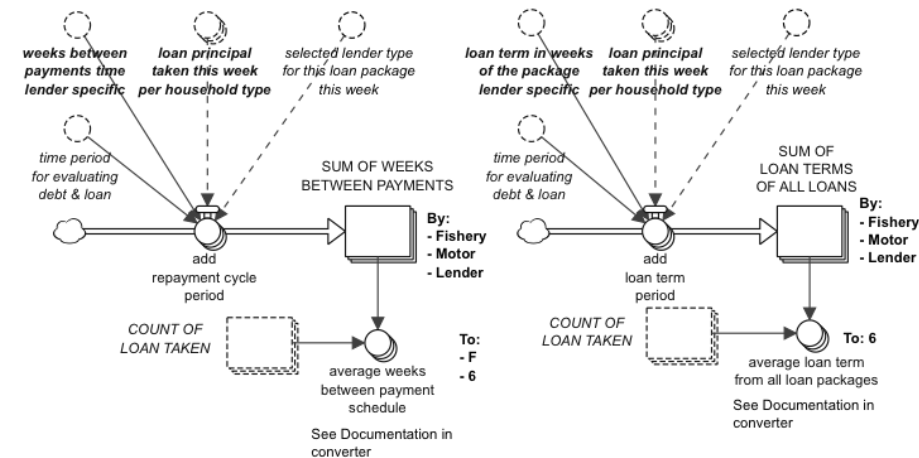 weeks between
payments time
lender specific
loan principal
taken this week
per household type
selected lender type
for this loan package
this week
time period
for evaluating
debt & loan
SUM OF WEEKS
BETWEEN PAYMENTS
By:
- Fishery
- Motor
- Lender
add
repayment cycle
period
COUNT OF
LOAN TAKEN
average weeks
between payment
schedule
To:
- F
- 6
See Documentation in
converter
loan term in weeks
of the package
lender specific
loan principal
taken this week
per household type
selected lender type
for this loan package
this week
time period
for evaluating
debt & loan
SUM OF
LOAN TERMS
OF ALL LOANS
By:
- Fishery
- Motor
- Lender
add
loan term
period
COUNT OF
LOAN TAKEN
To: 6
average loan term
from all loan packages
See Documentation in
converter